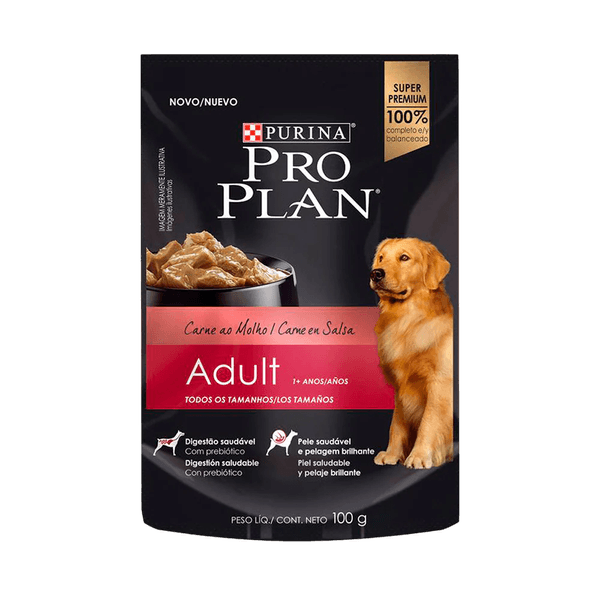 NOVO/NUEVO
SUPER
PREMIUM
100%
completo e/y
balanceado
PURINA®
PRO
PLAN®
IMAGEM MERAMENTE ILUSTRATIVA
Imágenes ilustrativas
Carne ao Molho / Carne en Salsa
Adult 1+ ANOS/AÑOS
TODOS OS TAMANHOS/LOS TAMAÑOS
Digestão saudável
Com prebiótico
Digestión saludable
Con prebiótico
Pele saudável
e pelagem brilhante
Piel saludable
y pelaje brillante
PESO LÍQ./ CONT. NETO 100 g